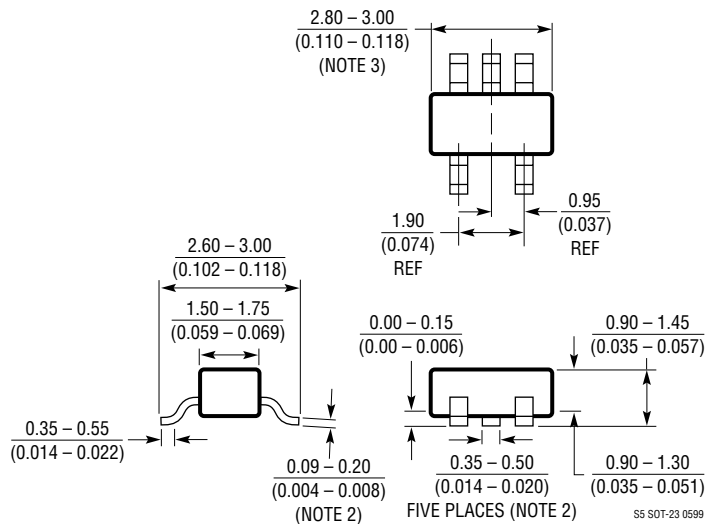 2.80 – 3.00
(0.110 – 0.118)
(NOTE 3)
1.90
(0.074)
REF
0.95
(0.037)
REF
2.60 – 3.00
(0.102 – 0.118)
1.50 – 1.75
(0.059 – 0.069)
0.35 – 0.55
(0.014 – 0.022)
0.09 – 0.20
(0.004 – 0.008)
(NOTE 2)
0.00 – 0.15
(0.00 – 0.006)
0.90 – 1.45
(0.035 – 0.057)
0.35 – 0.50
(0.014 – 0.020)
FIVE PLACES (NOTE 2)
0.90 – 1.30
(0.035 – 0.051)
S5 SOT-23 0599